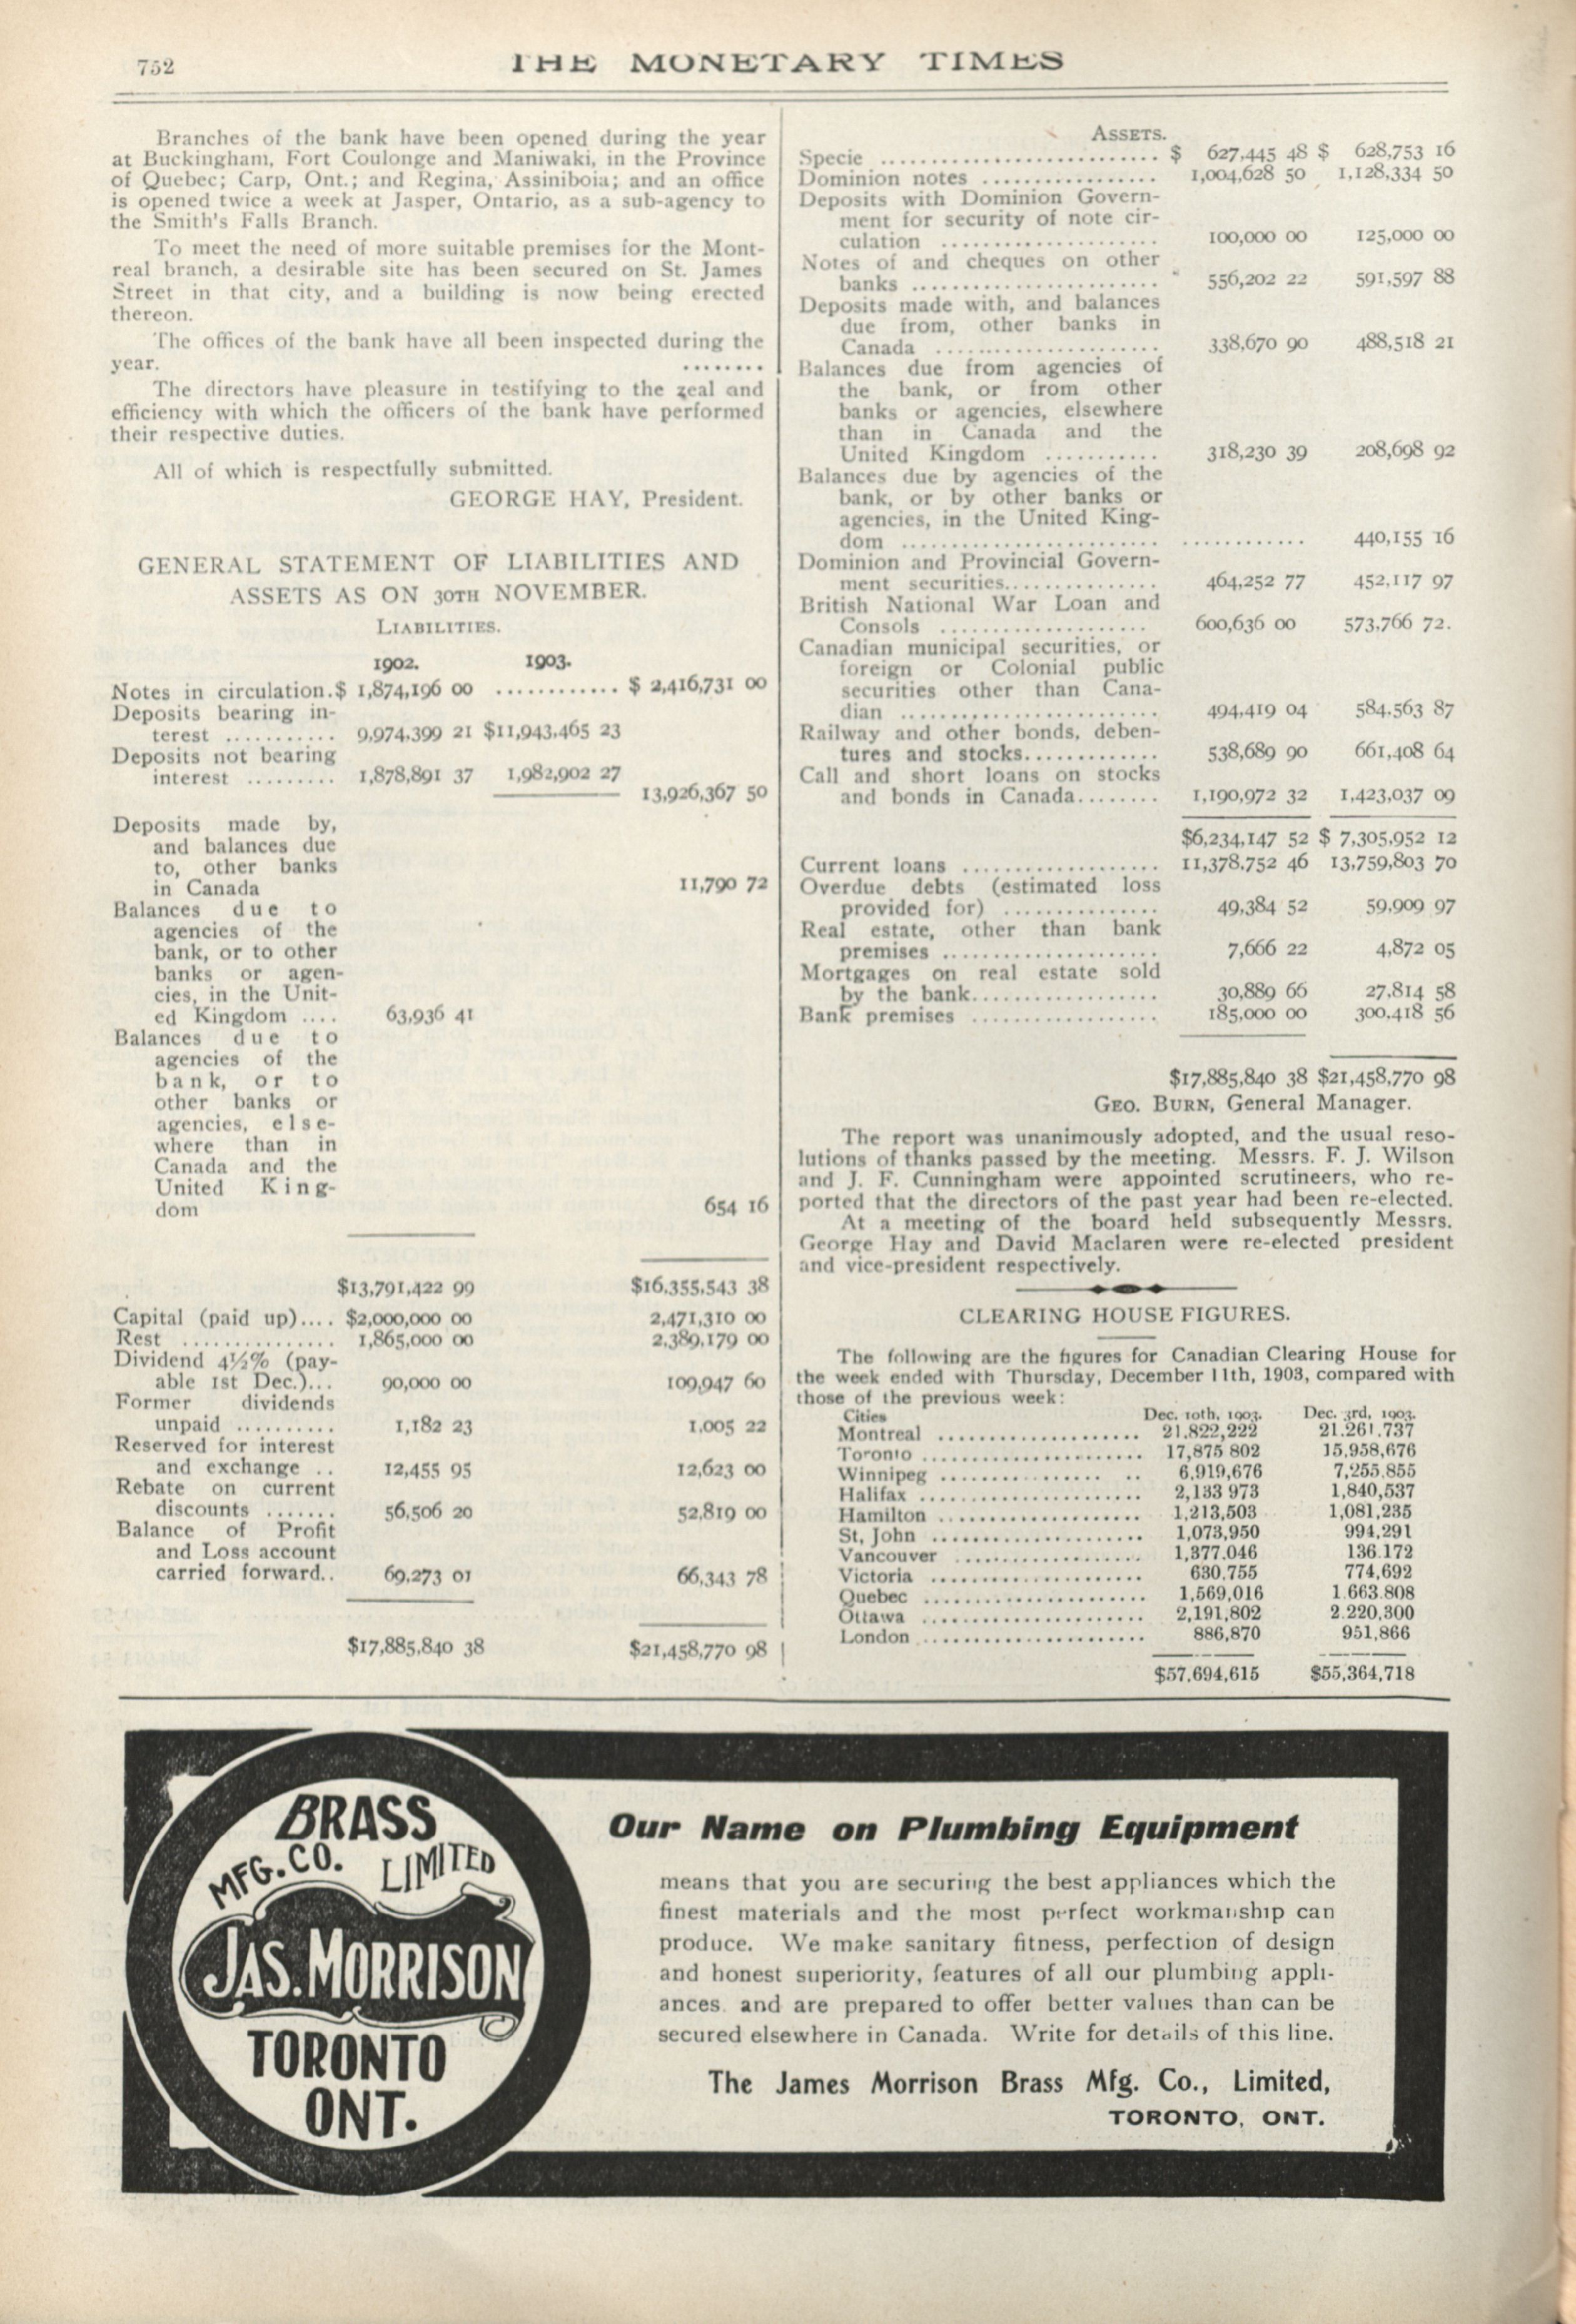 752
THE MONETARY TIMES
Branches of the bank have been opened during the year
at Buckingham, Fort Coulonge and Maniwaki, in the Province
of Quebec; Carp, Ont.; and Regina, Assiniboia; and an office
is opened twice a week at Jasper, Ontario, as a sub-agency to
the Smith's Falls Branch.
To meet the need of more suitable premises for the Mont-
real branch, a desirable site has been secured on St. James
Street in that city, and a building is now being erected
thereon.
The offices of the bank have all been inspected during the
year. ........
The directors have pleasure in testifying to the zeal and
efficiency with which the officers of the bank have performed
their respective duties.
All of which is respectfully submitted.
GEORGE HAY, President.
GENERAL STATEMENT OF LIABILITIES AND
ASSETS AS ON 30TH NOVEMBER.
LIABILITIES.
1902. 1903.
Notes in circulation.$ 1,874,196 00 ............ $ 2,416,731 00
Deposits bearing in-
terest ........... 9,974,399 21 $11,943,465 23
Deposits not bearing
interest ......... 1,878,891 37 1,982,902 27
13,926,367 50
Deposits made by,
and balances due
to, other banks
in Canada 11,790 72
Balances due to
agencies of the
bank, or to other
banks or agen-
cies, in the Unit-
ed Kingdom .... 63,936 41
Balances due to
agencies of the
bank, or to
other banks or
agencies, else-
where than in
Canada and the
United King-
dom 654 16
$13,791,422 99 $16,355,543 38
Capital (paid up).... $2,000,000 00 2,471,310 00
Rest ............... 1,865,000 00 2,389,179 00
Dividend 4½% (pay-
able 1st Dec.)... 90,000 00 109,947 60
Former dividends
unpaid .......... 1,182 23 1,005 22
Reserved for interest
and exchange .. 12,455 95 12,623 00
Rebate on current
discounts ....... 56,506 20 52,819 00
Balance of Profit
and Loss account
carried forward.. 69,273 01 66,343 78
$17,885,840 38 $21,458,770 98
ASSETS.
Specie ............................ $ 627,445 48 $ 628,753 16
Dominion notes ................. 1,004,628 50 1,128,334 50
Deposits with Dominion Govern-
ment for security of note cir-
culation ..................... 100,000 00 125,000 00
Notes of and cheques on other
banks ........................ 556,202 22 591,597 88
Deposits made with, and balances
due from, other banks in
Canada ...................... 338,670 90 488,518 21
Balances due from agencies of
the bank, or from other
banks or agencies, elsewhere
than in Canada and the
United Kingdom ........... 318,230 39 208,698 92
Balances due by agencies of the
bank, or by other banks or
agencies, in the United King-
dom ......................... ............ 440,155 16
Dominion and Provincial Govern-
ment securities............... 464,252 77 452,117 97
British National War Loan and
Consols .................... 600,636 00 573,766 72.
Canadian municipal securities, or
foreign or Colonial public
securities other than Cana-
dian ......................... 494,419 04 584,563 87
Railway and other bonds, deben-
tures and stocks............. 538,689 90 661,408 64
Call and short loans on stocks
and bonds in Canada........ 1,190,972 32 1,423,037 09
$6,234,147 52 $ 7,305,952 12
Current loans ................... 11,378,752 46 13,759,803 70
Overdue debts (estimated loss
provided for) ............... 49,384 52 59,909 97
Real estate, other than bank
premises ..................... 7,666 22 4,872 05
Mortgages on real estate sold
by the bank.................. 30,889 66 27,814 58
Bank premises .................. 185,000 00 300,418 56
$17,885,840 38 $21,458,770 98
GEO. BURN, General Manager.
The report was unanimously adopted, and the usual reso-
lutions of thanks passed by the meeting. Messrs. F. J. Wilson
and J. F. Cunningham were appointed scrutineers, who re-
ported that the directors of the past year had been re-elected.
At a meeting of the board held subsequently Messrs.
George Hay and David Maclaren were re-elected president
and vice-president respectively.
CLEARING HOUSE FIGURES.
The following are the figures for Canadian Clearing House for
the week ended with Thursday, December 11th, 1903, compared with
those of the previous week:
Cities Dec. 10th, 1903. Dec. 3rd, 1903.
Montreal .................... 21,822,222 21.261.737
Toronto ...................... 17,875 802 15,958,676
Winnipeg ................ .. 6,919,676 7,255,855
Halifax ...................... 2,133 973 1,840,537
Hamilton .................... 1,213,503 1,081,235
St, John ..................... 1,073,950 994,291
Vancouver .................. 1,377.046 136.172
Victoria ..................... 630,755 774,692
Quebec ...................... 1,569,016 1.663.808
Ottawa ...................... 2,191,802 2.220,300
London....................... 886,870 951,866
$57,694,615 $55,364,718
BRASS
MFG. CO. LIMITED
JAS. MORRISON
TORONTO
ONT.
Our Name on Plumbing Equipment
means that you are securing the best appliances which the
finest materials and the most perfect workmanship can
produce. We make sanitary fitness, perfection of design
and honest superiority, features of all our plumbing appli-
ances. and are prepared to offer better values than can be
secured elsewhere in Canada. Write for details of this line.
The James Morrison Brass Mfg. Co., Limited,
TORONTO, ONT.